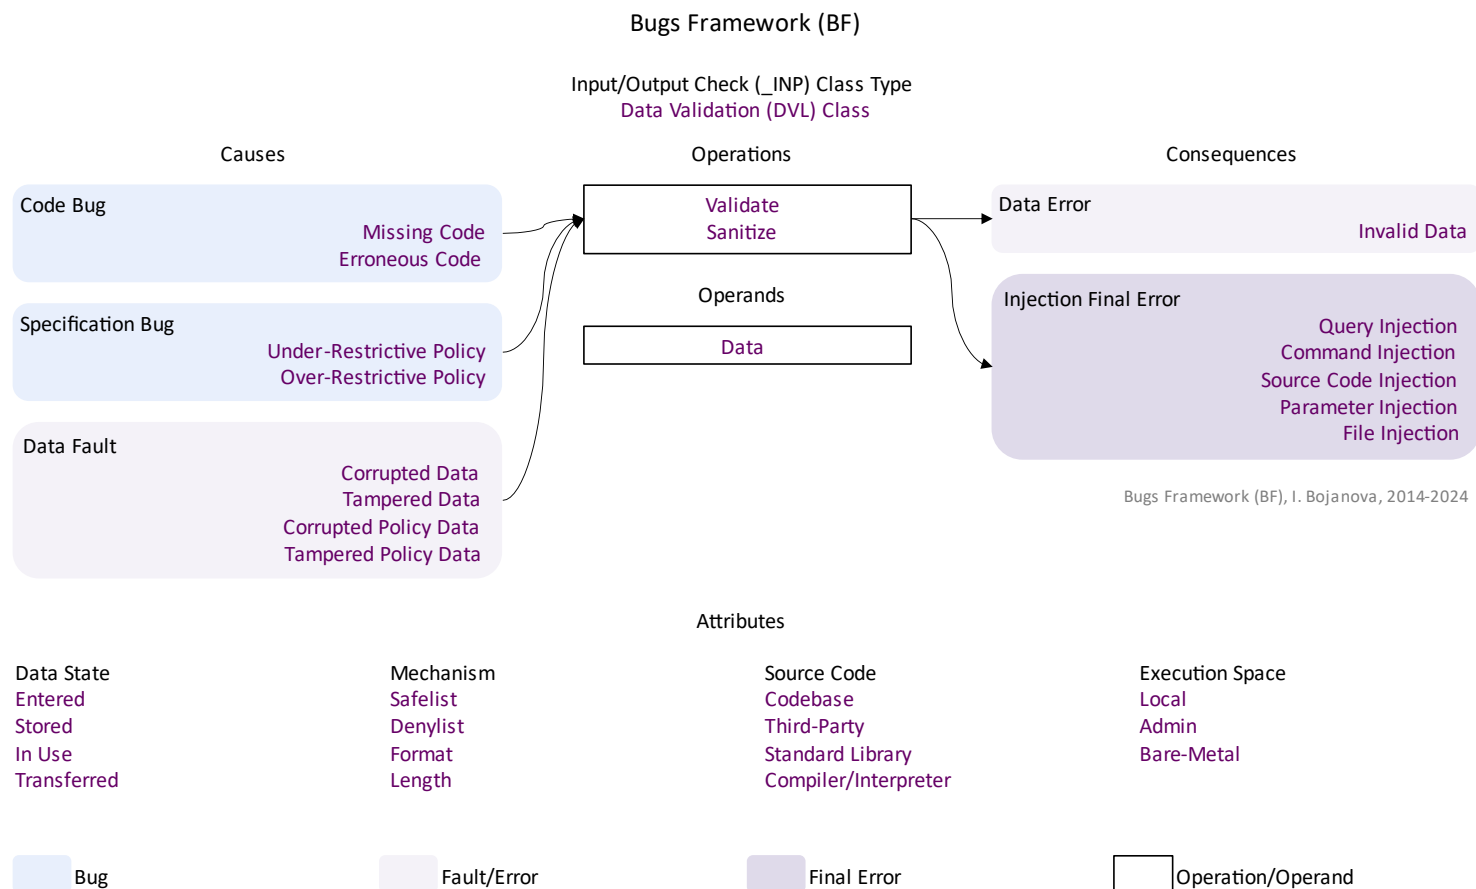 Bugs Framework (BF)
Input/Output Check (_INP) Class Type
Data Validation (DVL) Class
Causes
Operations
Consequences
Code Bug
Missing Code
Erroneous Code
Specification Bug
Under-Restrictive Policy
Over-Restrictive Policy
Data Fault
Corrupted Data
Tampered Data
Corrupted Policy Data
Tampered Policy Data
Validate
Sanitize
Operands
Data
Data Error
Invalid Data
Injection Final Error
Query Injection
Command Injection
Source Code Injection
Parameter Injection
File Injection
Bugs Framework (BF), I. Bojanova, 2014-2024
Attributes
Data State
Entered
Stored
In Use
Transferred
Mechanism
Safelist
Denylist
Format
Length
Source Code
Codebase
Third-Party
Standard Library
Compiler/Interpreter
Execution Space
Local
Admin
Bare-Metal
Bug
Fault/Error
Final Error
Operation/Operand